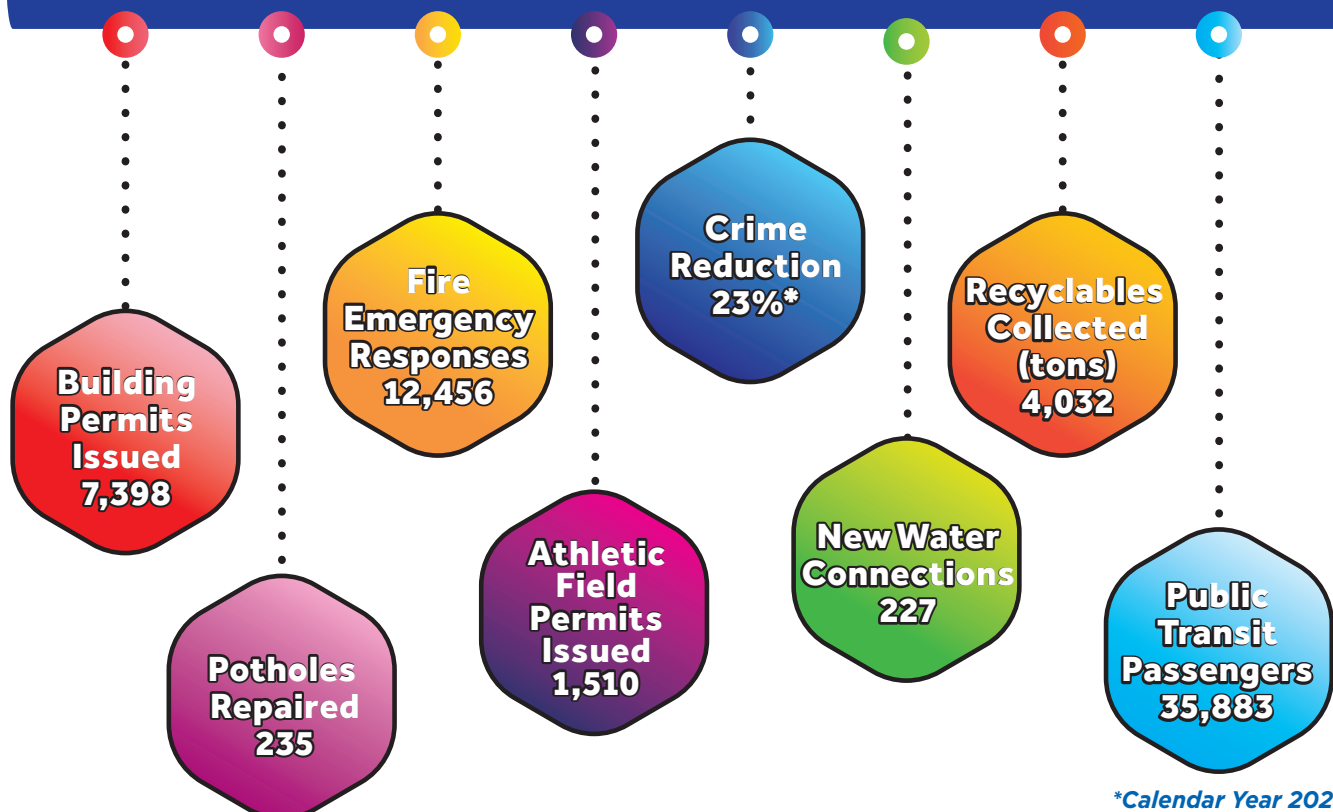 Building
Permits
Issued
7,398
Potholes
Repaired
235
Fire
Emergency
Responses
12,456
Athletic
Field
Permits
Issued
1,510
Crime
Reduction
23%*
New Water
Connections
227
Recyclables
Collected
(tons)
4,032
Public
Transit
Passengers
35,883
*Calendar Year